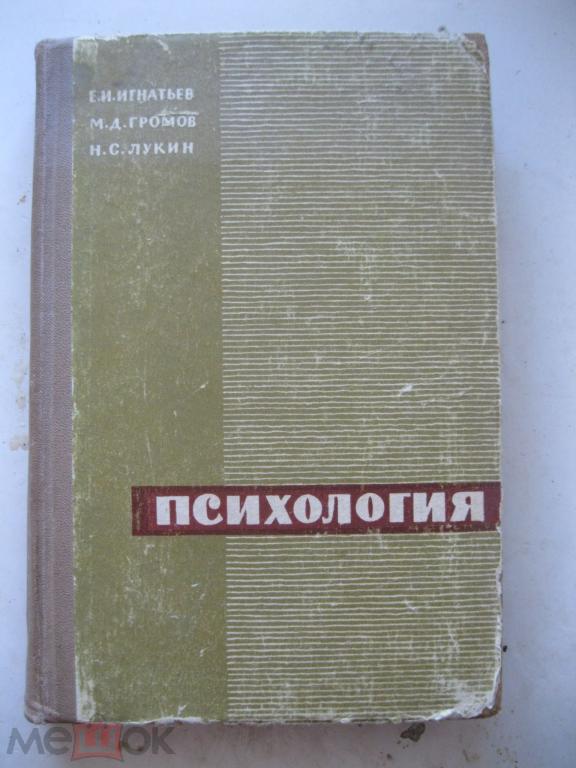 Е.И.ИГНАТЬЕВ
М.Д.ГРОМОВ
Н.С.ЛУКИН
ПСИХОЛОГИЯ
мешок